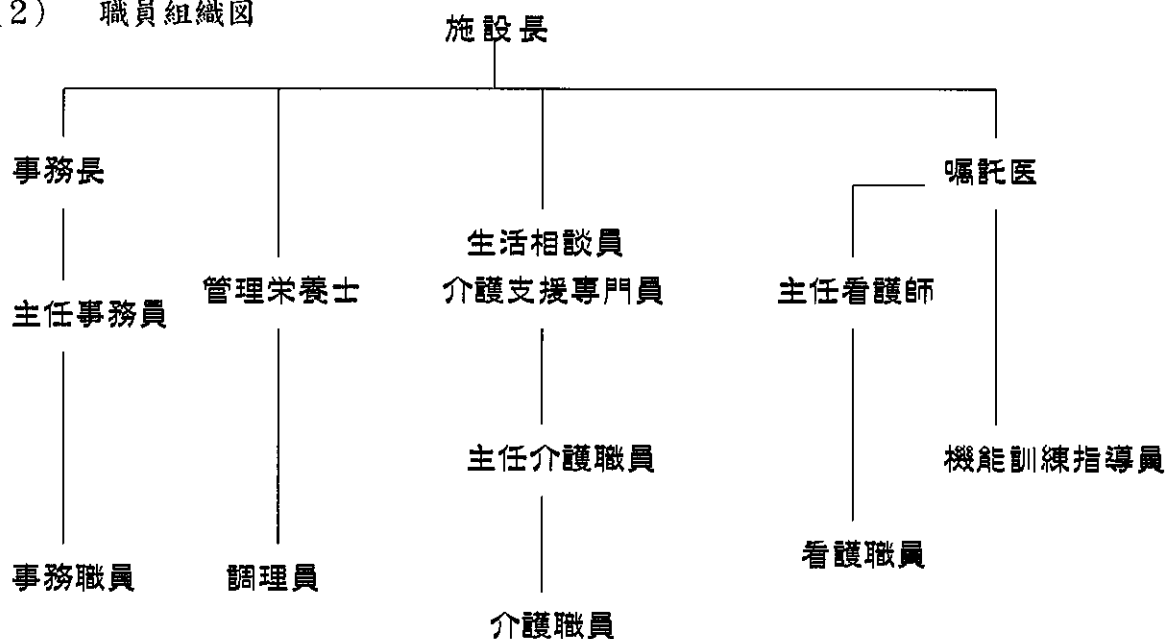 (2) 職員組織図
施設長
事務長
嘱託医
生活相談員
管理栄養士
介護支援専門員
主任看護師
主任事務員
主任介護職員
機能訓練指導員
看護職員
事務職員
調理員
介護職員